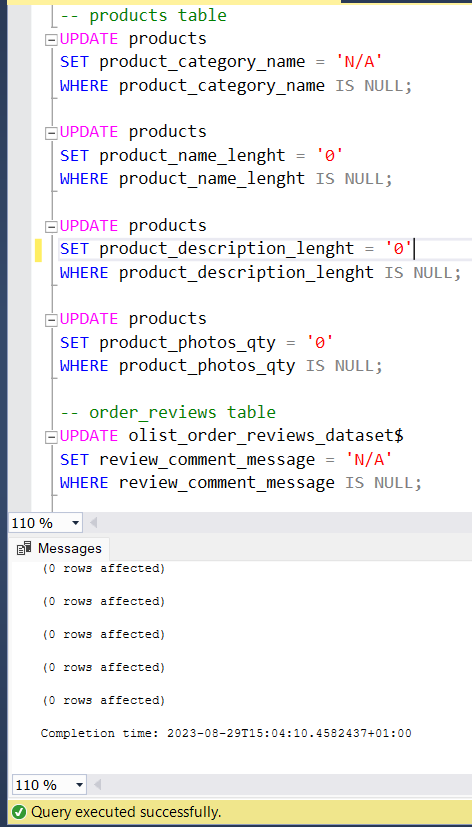 -- products table
UPDATE products
SET product_category_name = 'N/A'
WHERE product_category_name IS NULL;
UPDATE products
SET product_name_lenght = '0'
WHERE product_name_lenght IS NULL;
UPDATE products
SET product_description_lenght = '0'
WHERE product_description_lenght IS NULL;
UPDATE products
SET product_photos_qty = '0'
WHERE product_photos_qty IS NULL;
-- order_reviews table
UPDATE olist_order_reviews_dataset$
SET review_comment_message = 'N/A'
WHERE review_comment_message IS NULL;
110 %
Messages
(0 rows affected)
(0 rows affected)
(0 rows affected)
(0 rows affected)
(0 rows affected)
Completion time: 2023-08-29T15:04:10.4582437+01:00
110 %
Query executed successfully.